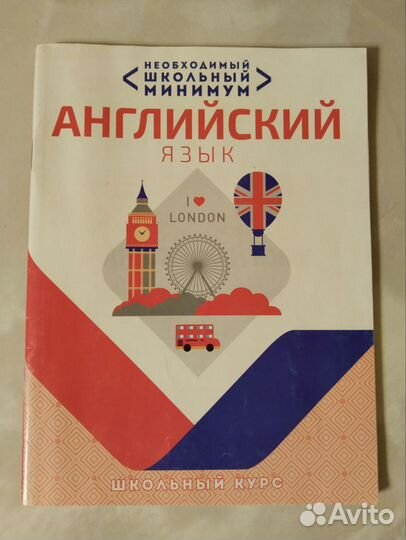 НЕОБХОДИМЫЙ
ШКОЛЬНЫЙ
МИНИМУМ
АНГЛИЙСКИЙ
ЯЗЫК
I ♥
LONDON
ШКОЛЬНЫЙ КУРС
Avito